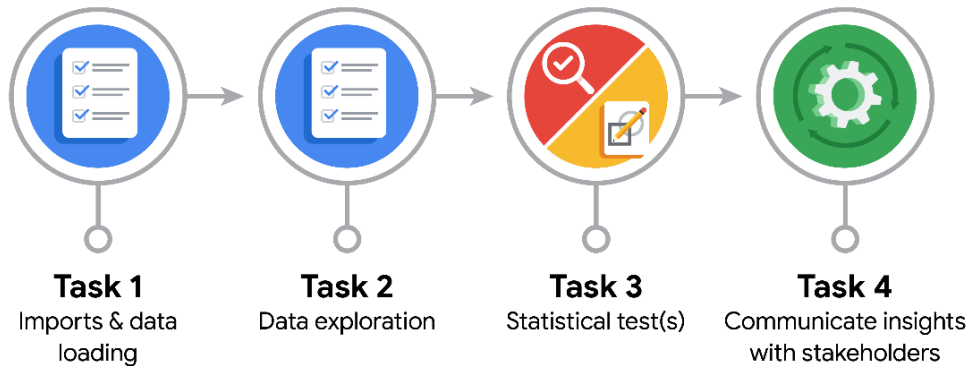 Task 1
Imports & data
loading
Task 2
Data exploration
Task 3
Statistical test(s)
Task 4
Communicate insights
with stakeholders